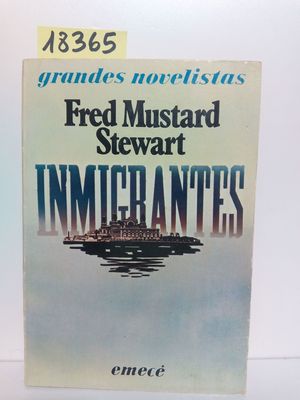 18365
grandes novelistas
Fred Mustard
Stewart
INMIGRANTES
emecé